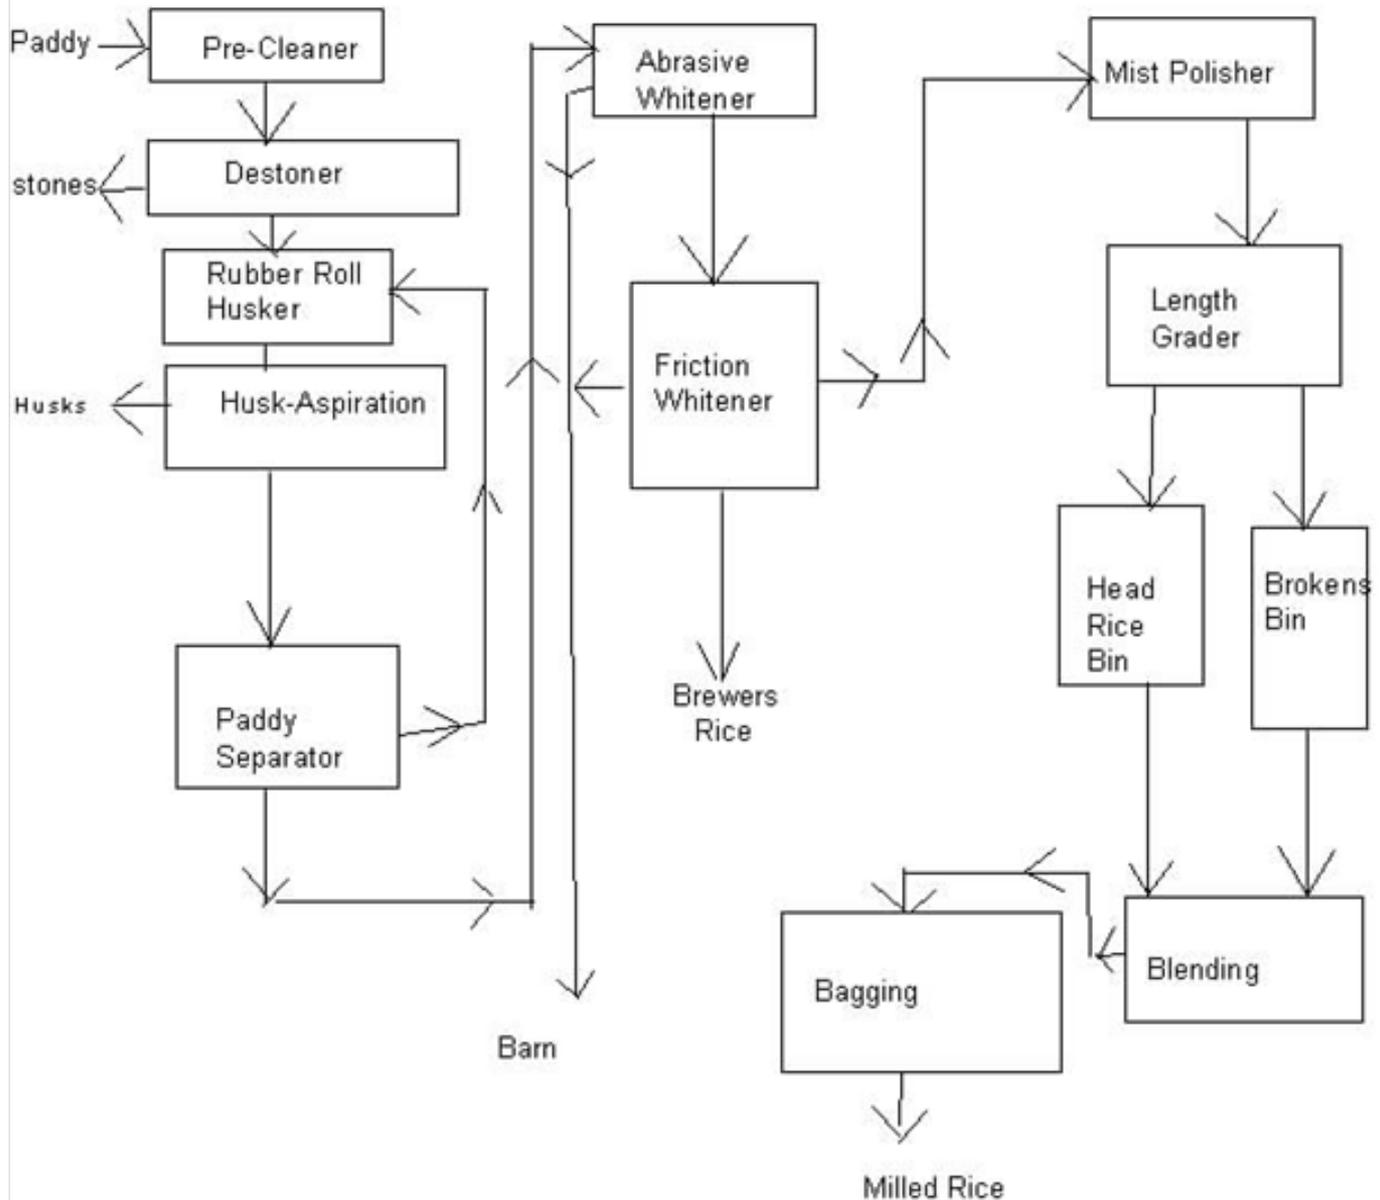 Paddy
Pre-Cleaner
stones
Destoner
Rubber Roll
Husker
Husks
Husk-Aspiration
Paddy
Separator
Abrasive
Whitener
Friction
Whitener
Brewers
Rice
Barn
Mist Polisher
Length
Grader
Head
Rice
Bin
Brokens
Bin
Blending
Bagging
Milled Rice